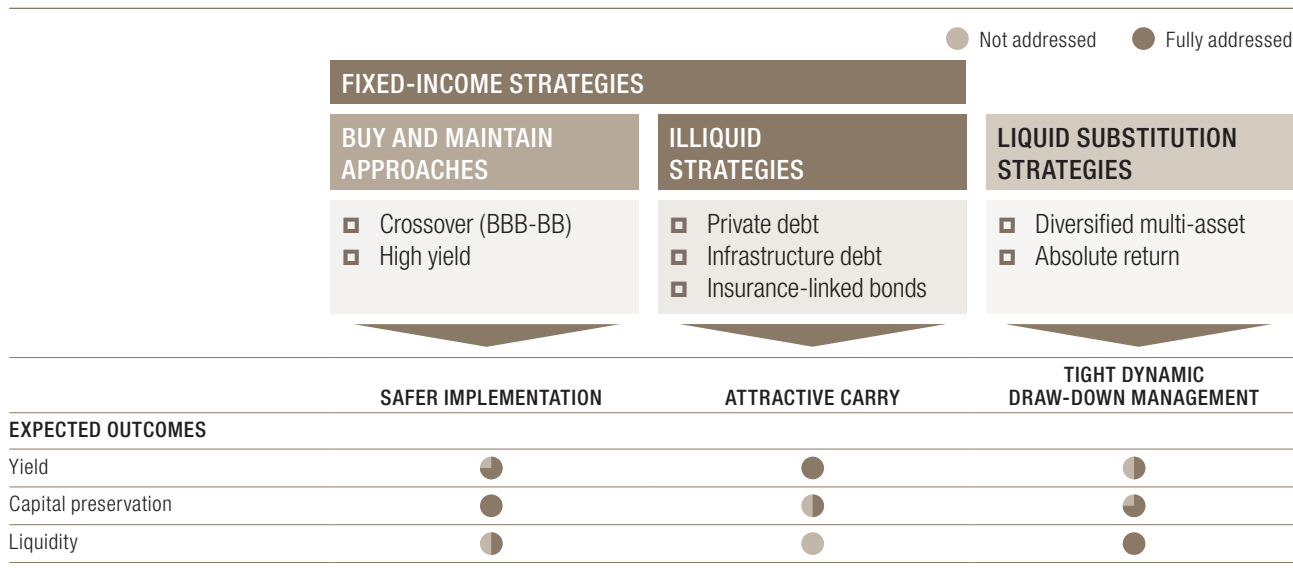 Not addressed
Fully addressed
FIXED-INCOME STRATEGIES
BUY AND MAINTAIN
APPROACHES
Crossover (BBB-BB)
High yield
ILLIQUID
STRATEGIES
Private debt
Infrastructure debt
Insurance-linked bonds
LIQUID SUBSTITUTION
STRATEGIES
Diversified multi-asset
Absolute return
SAFER IMPLEMENTATION
ATTRACTIVE CARRY
TIGHT DYNAMIC
DRAW-DOWN MANAGEMENT
EXPECTED OUTCOMES
Yield
Capital preservation
Liquidity